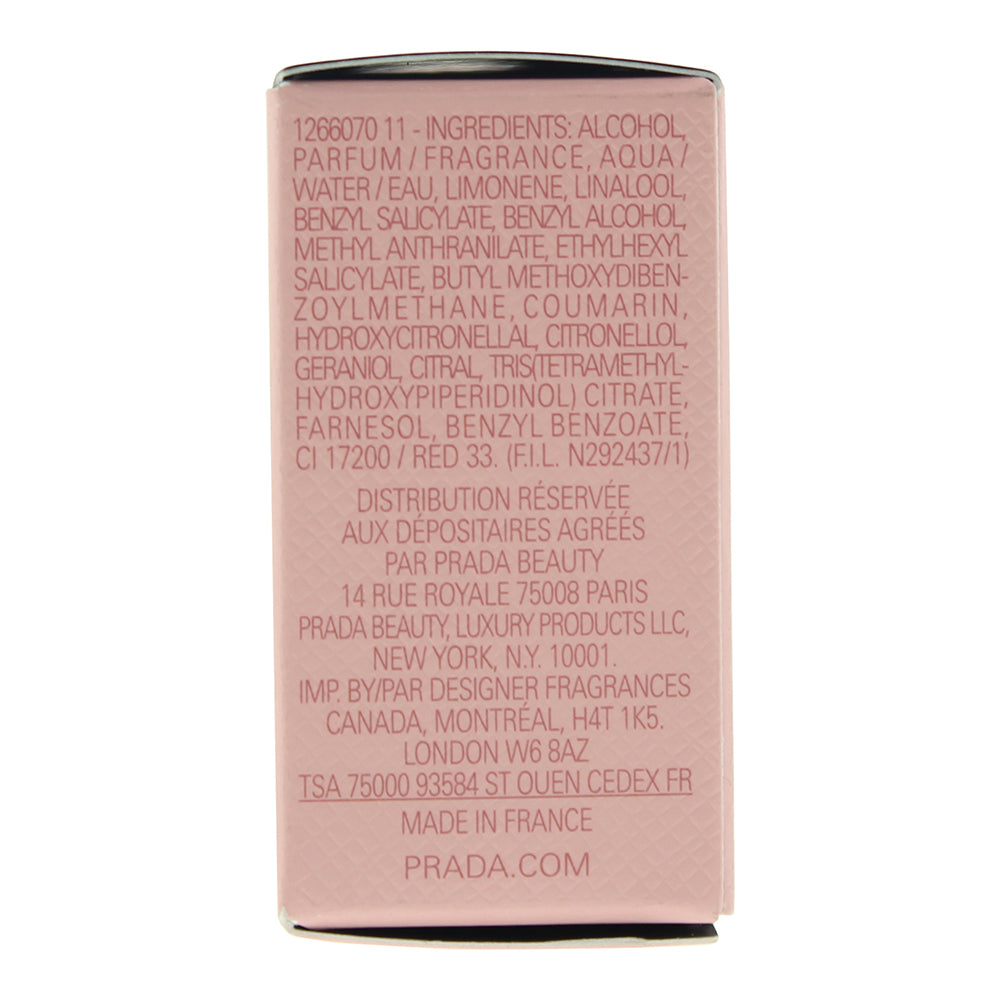 1266070 11 - INGREDIENTS: ALCOHOL,
PARFUM / FRAGRANCE, AQUA /
WATER / EAU, LIMONENE, LINALOOL,
BENZYL SALICYLATE, BENZYL ALCOHOL,
METHYL ANTHRANILATE, ETHYLHEXYL
SALICYLATE, BUTYL METHOXYDIBEN-
ZOYLMETHANE, COUMARIN,
HYDROXYCITRONELLAL, CITRONELLOL,
GERANIOL, CITRAL, TRIS(TETRAMETHYL-
HYDROXYPIPERIDINOL) CITRATE,
FARNESOL, BENZYL BENZOATE,
CI 17200 / RED 33. (F.I.L. N292437/1)
DISTRIBUTION RÉSERVÉE
AUX DÉPOSITAIRES AGRÉÉS
PAR PRADA BEAUTY
14 RUE ROYALE 75008 PARIS
PRADA BEAUTY, LUXURY PRODUCTS LLC,
NEW YORK, N.Y. 10001.
IMP. BY/PAR DESIGNER FRAGRANCES
CANADA, MONTRÉAL, H4T 1K5.
LONDON W6 8AZ
TSA 75000 93584 ST OUEN CEDEX FR
MADE IN FRANCE
PRADA.COM